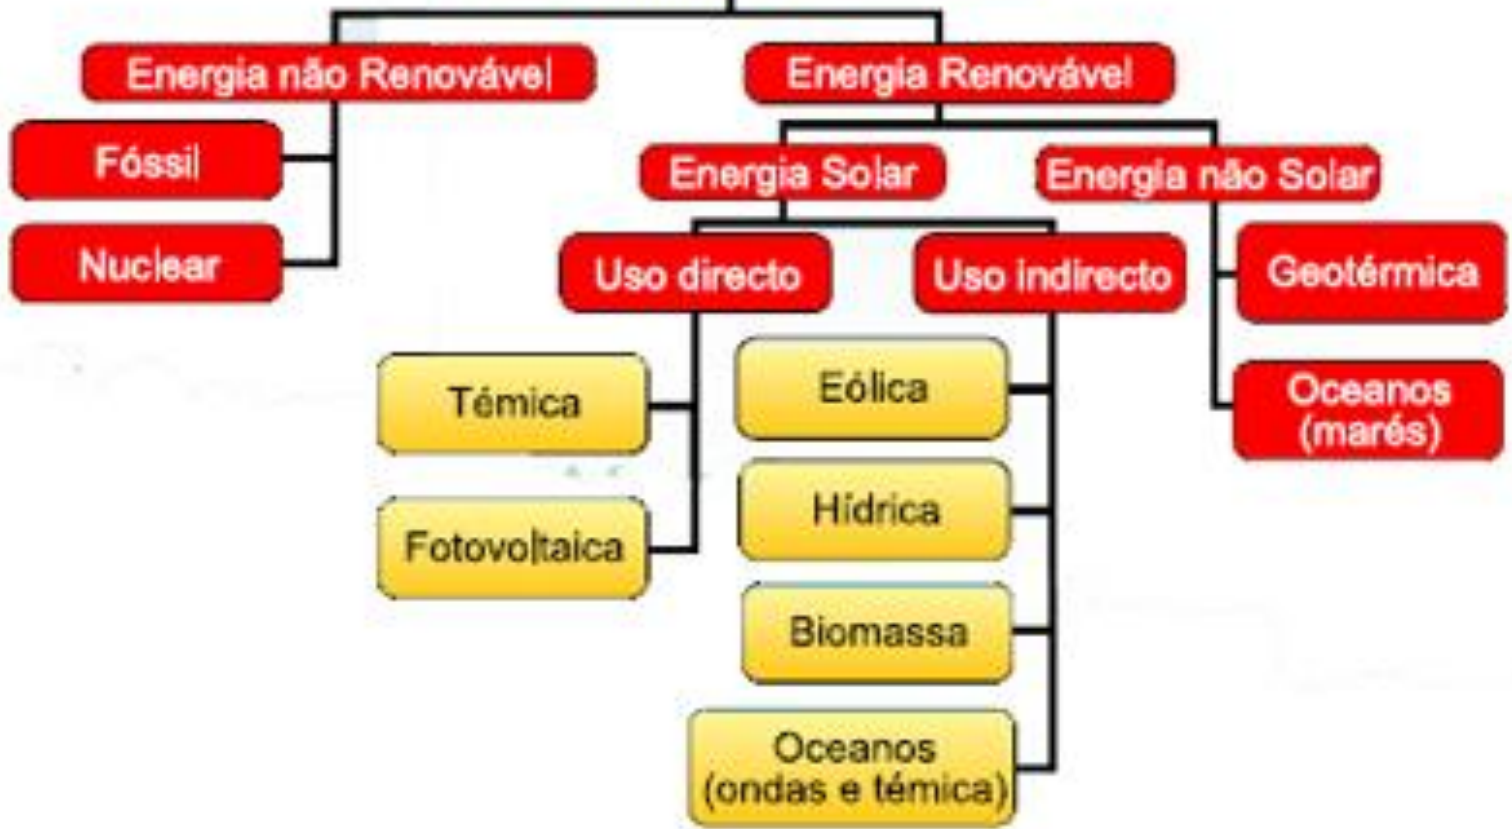 Energia não Renovável
Energia Renovável
Fóssil
Nuclear
Energia Solar
Energia não Solar
Uso directo
Uso indirecto
Geotérmica
Oceanos
(marés)
Témica
Fotovoltaica
Eólica
Hídrica
Biomassa
Oceanos
(ondas e témica)